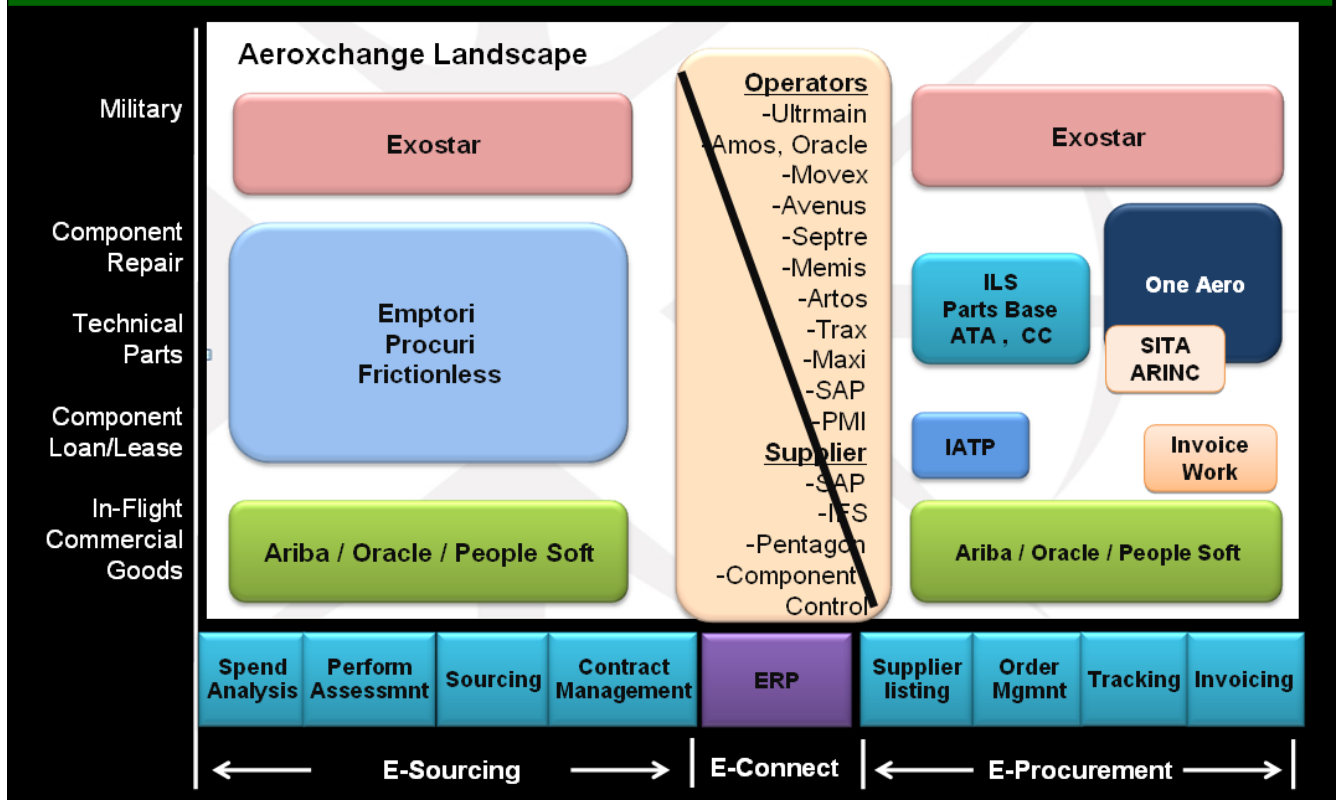 Aeroxchange Landscape
Military
Component
Repair
Technical
Parts
Component
Loan/Lease
In-Flight
Commercial
Goods
Exostar
Emptori
Procuri
Frictionless
Ariba / Oracle / People Soft
Operators
-Ultrmain
-Amos, Oracle
-Movex
-Avenus
-Septre
-Memis
-Artos
-Trax
-Maxi
-SAP
-PMI
Supplier
-SAP
-IFS
-Pentagon
-Component
Control
Exostar
ILS
Parts Base
ATA , CC
One Aero
SITA
ARINC
IATP
Invoice
Work
Ariba / Oracle / People Soft
Spend
Analysis
Perform
Assessmnt
Sourcing
Contract
Management
ERP
Supplier
listing
Order
Mgmnt
Tracking
Invoicing
E-Sourcing
E-Connect
E-Procurement